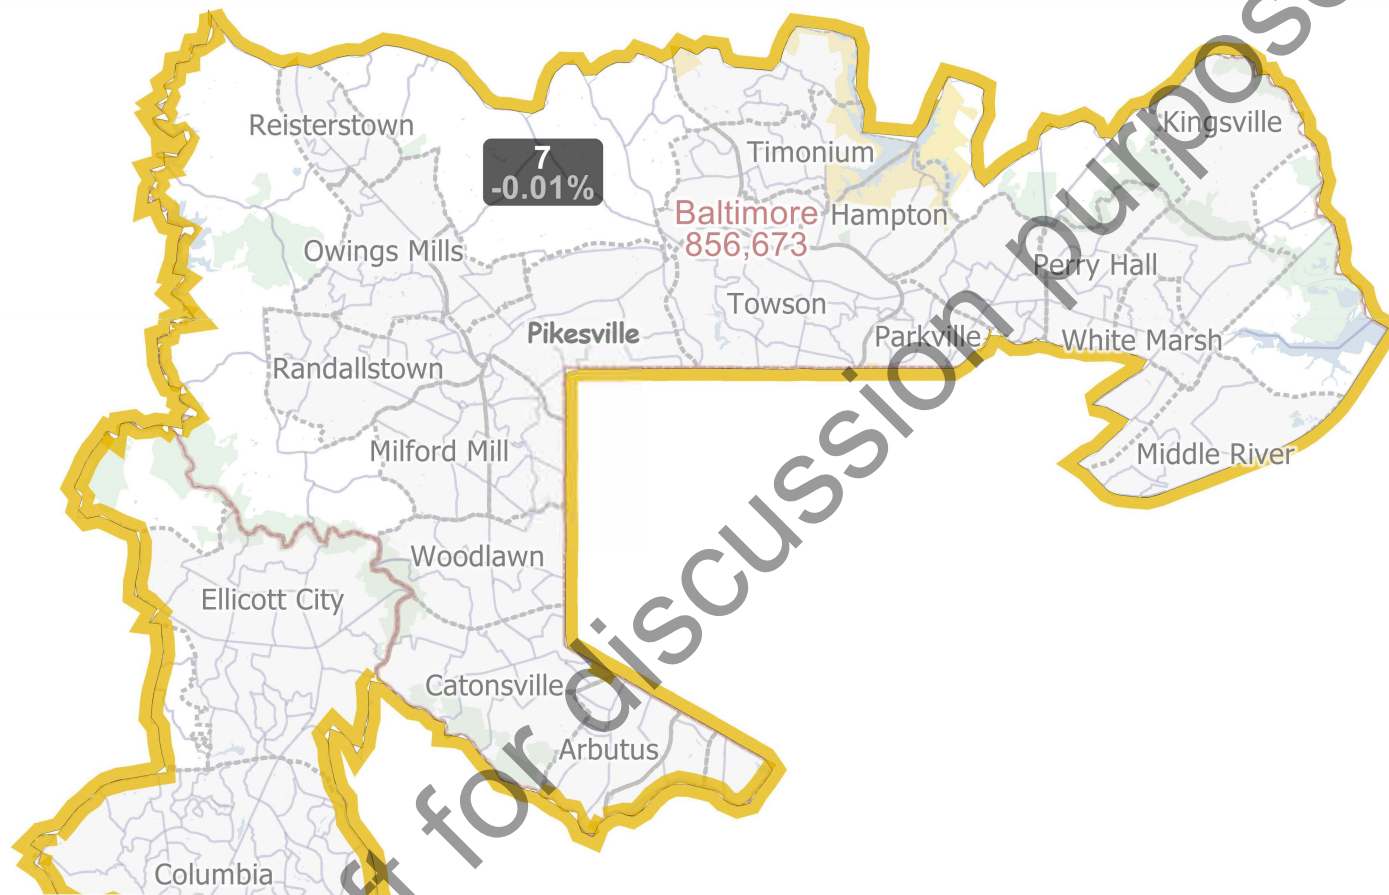 Reisterstown
7
-0.01%
Timonium
Kingsville
Baltimore
856,673
Hampton
Owings Mills
Perry Hall
Towson
Pikesville
Parkville
White Marsh
Randallstown
Milford Mill
Middle River
Woodlawn
Ellicott City
Catonsville
Arbutus
Columbia
for discussion purpose